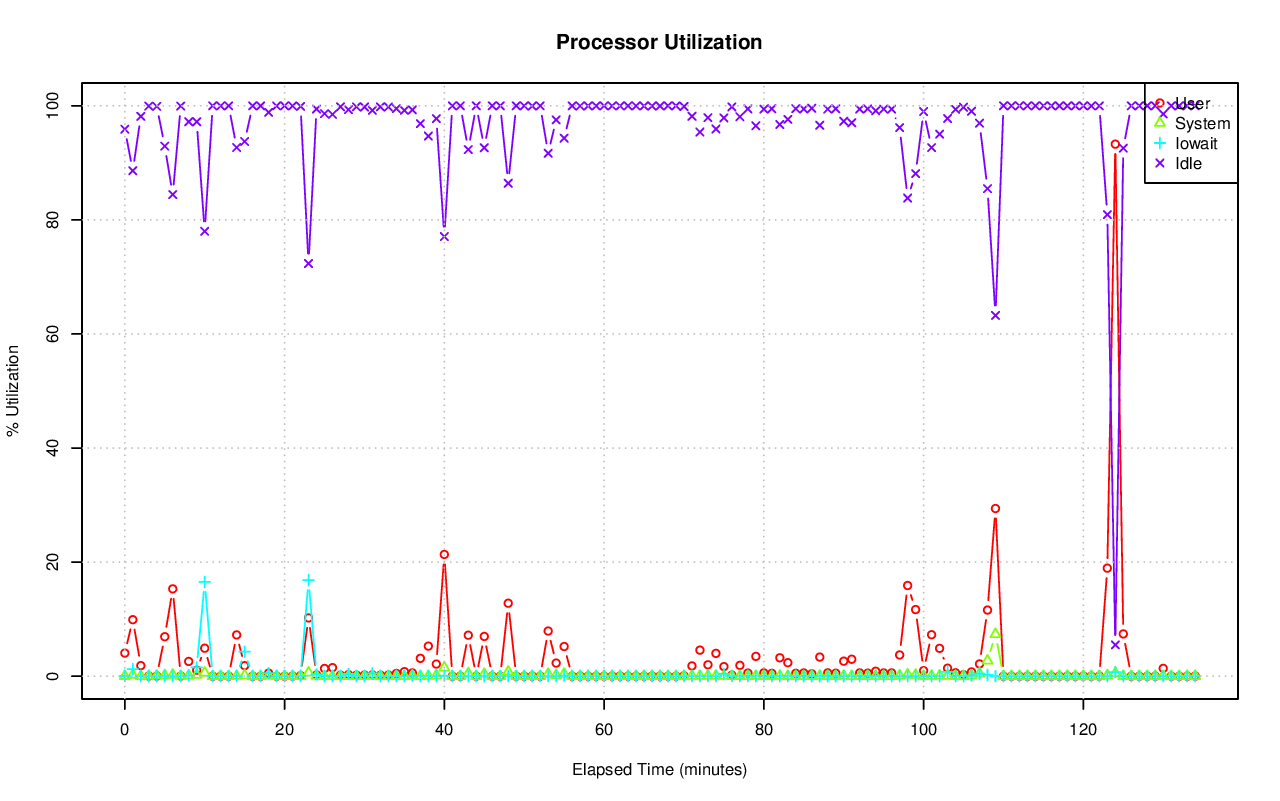 Processor Utilization
% Utilization
100
80
60
40
20
0
User
System
Iowait
Idle
0 20 40 60 80 100 120
Elapsed Time (minutes)